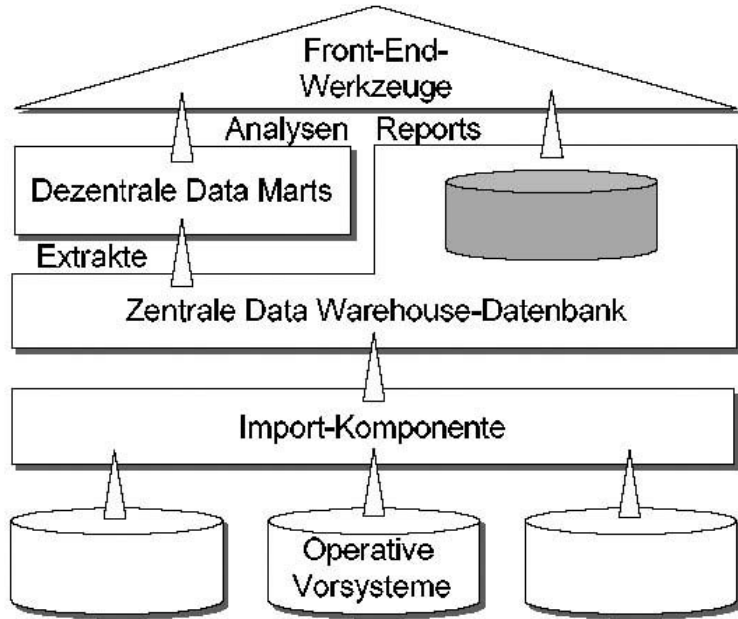 Front-End-
Werkzeuge
Analysen Reports
Dezentrale Data Marts
Extrakte
Zentrale Data Warehouse-Datenbank
Import-Komponente
Operative
Vorsysteme